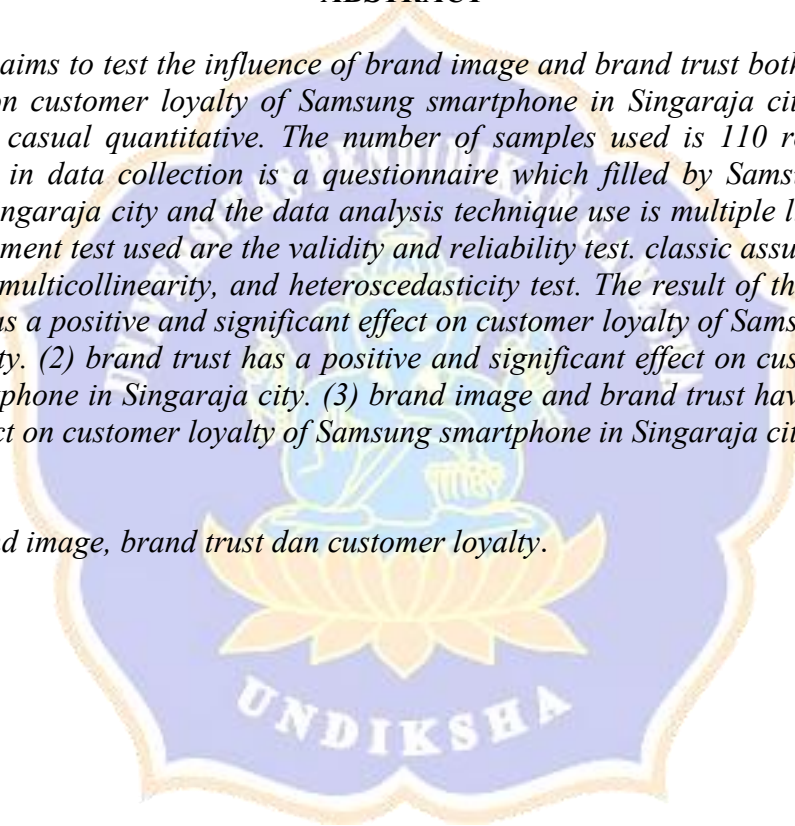 ABSTRACT
aims to test the influence of brand image and brand trust both
on customer loyalty of Samsung smartphone in Singaraja cit
casual quantitative. The number of samples used is 110 r
in data collection is a questionnaire which filled by Sams
ingaraja city and the data analysis technique use is multiple l
ment test used are the validity and reliability test. classic assu
multicollinearity, and heteroscedasticity test. The result of th
as a positive and significant effect on customer loyalty of Sams
ty. (2) brand trust has a positive and significant effect on cus
phone in Singaraja city. (3) brand image and brand trust hav
ct on customer loyalty of Samsung smartphone in Singaraja cit
nd image, brand trust dan customer loyalty.
UNIVERSITAS PENDIDIKAN GANESHA
UNDIKSHA